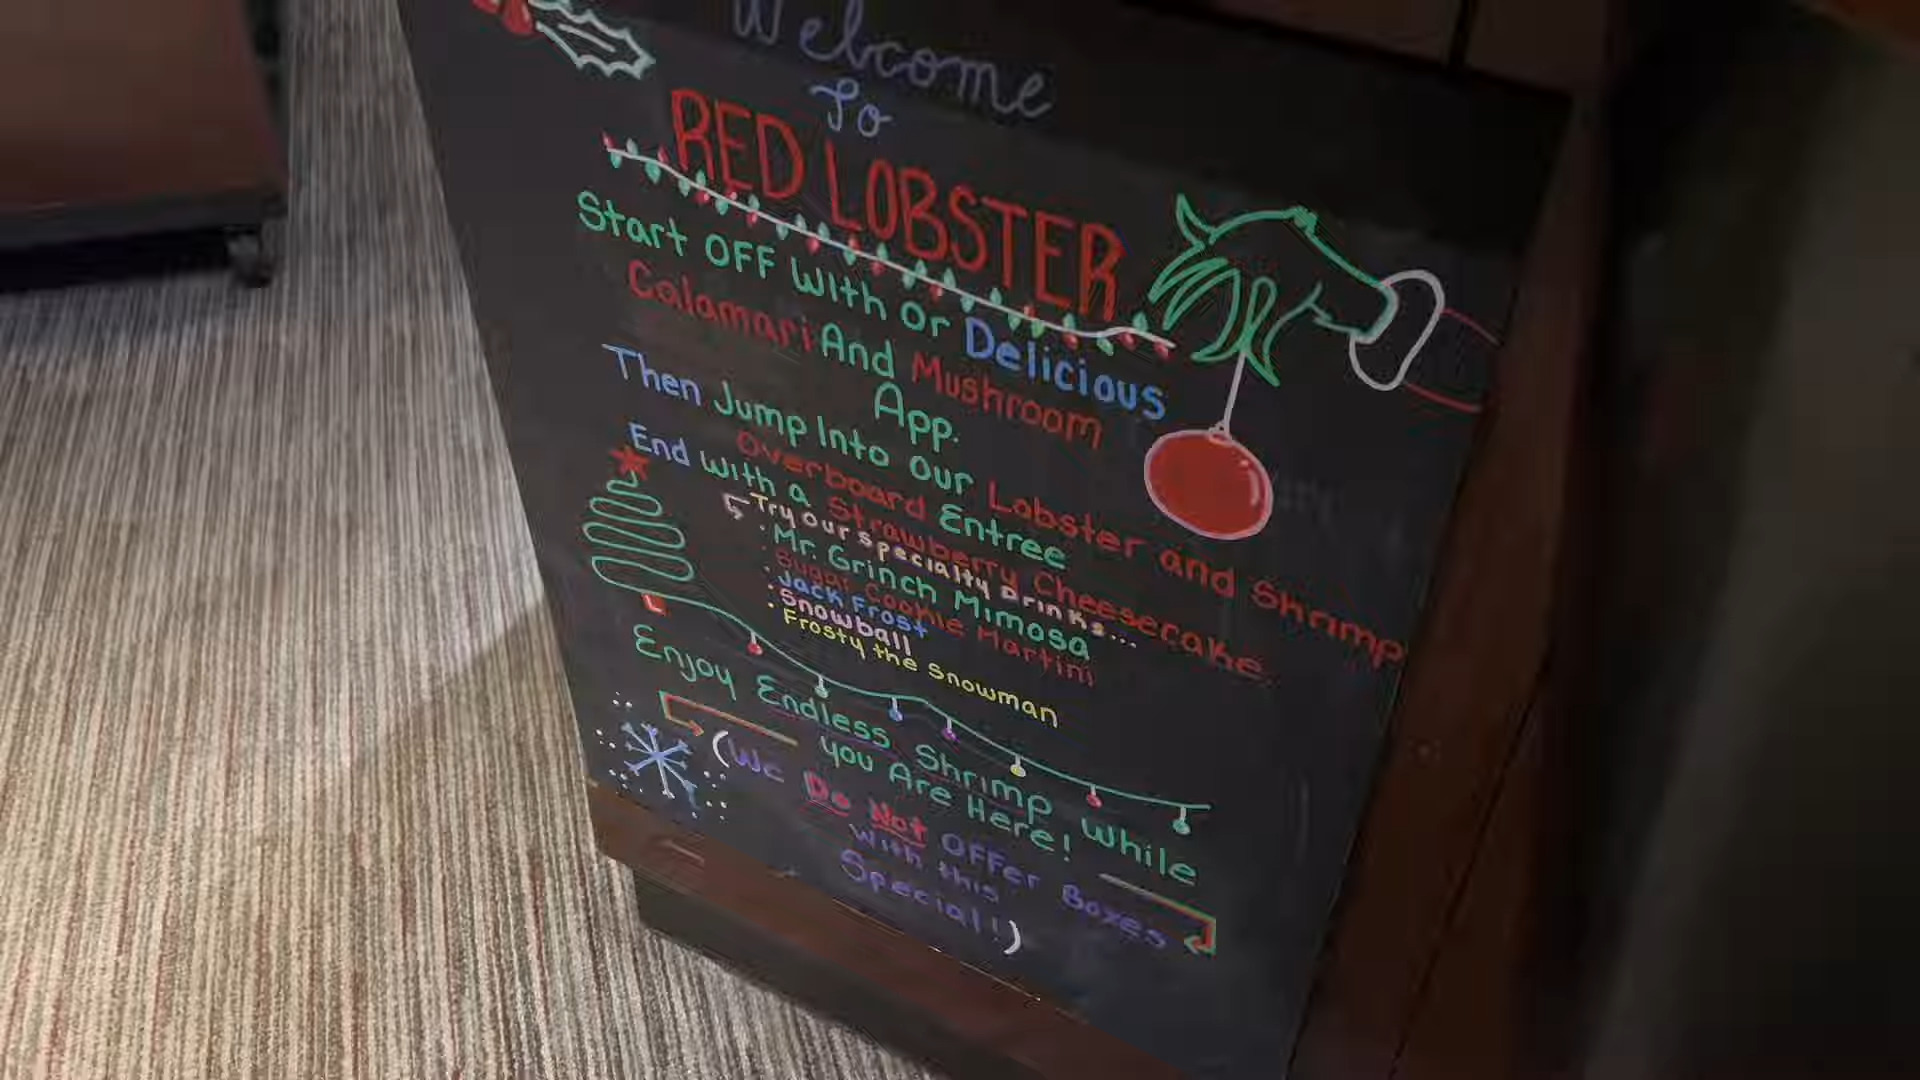 Welcome
To
RED LOBSTER
Start OFF With Or Delicious
Calamari And Mushroom
App.
Then Jump Into Our Lobster and Shrimp
Overboard Entree
End With a Strawberry Cheesecake.
Try our specialty Drinks...
· Mr. Grinch Mimosa
· Sugar Cookie Martini
· Jack Frost
· Snowball
· Frosty the Snowman
Enjoy Endless Shrimp While
you Are Here!
(We Do Not OFFer Boxes
With this
Special!)